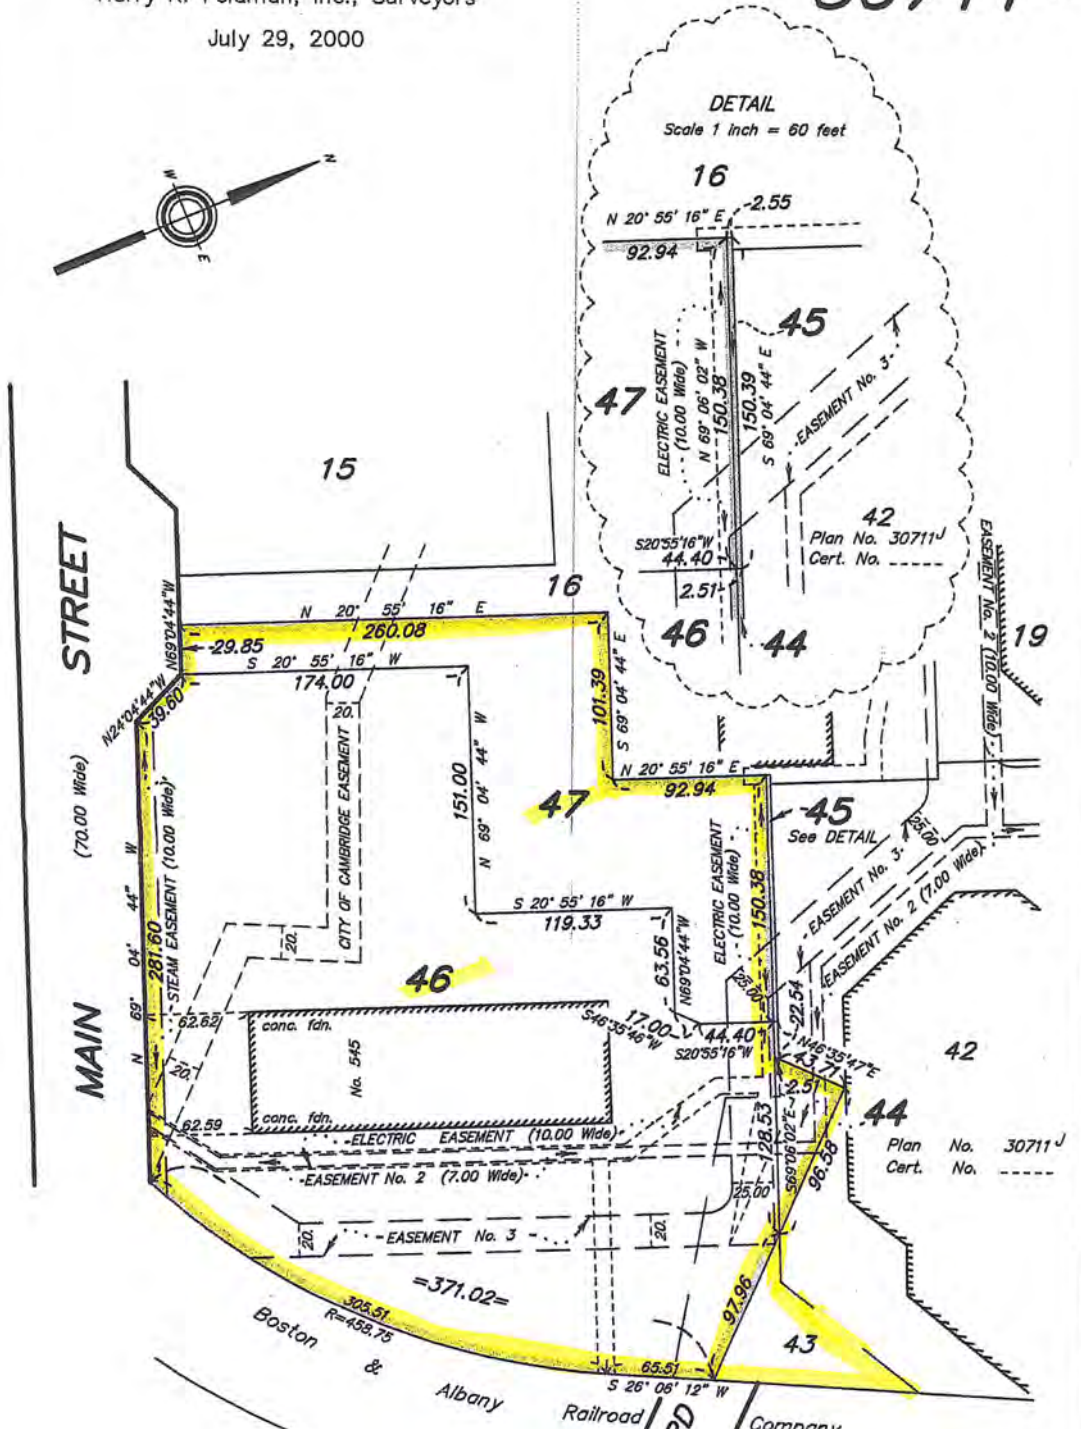 July 29, 2000
DETAIL
Scale 1 inch = 60 feet
16
N 20° 55' 16" E
2.55
92.94
45
47
ELECTRIC EASEMENT
(10.00 Wide)
N 69° 06' 02" W
150.38
150.39
S 69° 04' 44" E
EASEMENT No. 3
42
Plan No. 30711J
Cert. No. ------
S20°55'16"W
44.40
2.51
46
44
N
W
E
15
STREET
N69°04'44"W
16
N 20° 55' 16" E
260.08
29.85
S 20° 55' 16" W
174.00
N24°04'44"W
39.60
20.
101.39
S 69° 04' 44" E
EASEMENT No. 2 (10.00 Wide)
19
(70.00 Wide)
151.00
N 69° 04' 44" W
47
N 20° 55' 16" E
92.94
45
See DETAIL
25.00
CITY OF CAMBRIDGE EASEMENT
STEAM EASEMENT (10.00 Wide)
N 69° 04' 44" W
281.60
ELECTRIC EASEMENT
(10.00 Wide)
150.38
EASEMENT No. 3
EASEMENT No. 2 (7.00 Wide)
S 20° 55' 16" W
119.33
63.56
N69°04'44"W
20.
46
25.00
22.54
MAIN
62.62
conc. fdn.
No. 545
S46°35'46"W
17.00
44.40
S20°55'16"W
N46°35'47"E
43.71
2.51
42
20.
62.59
conc. fdn.
ELECTRIC EASEMENT (10.00 Wide)
EASEMENT No. 2 (7.00 Wide)
128.53
S69°06'02"E
96.58
44
Plan No. 30711J
Cert. No. ------
25.00
20.
EASEMENT No. 3
20.
=371.02=
305.51
R=458.75
97.96
43
65.51
S 26° 06' 12" W
Boston & Albany Railroad Company